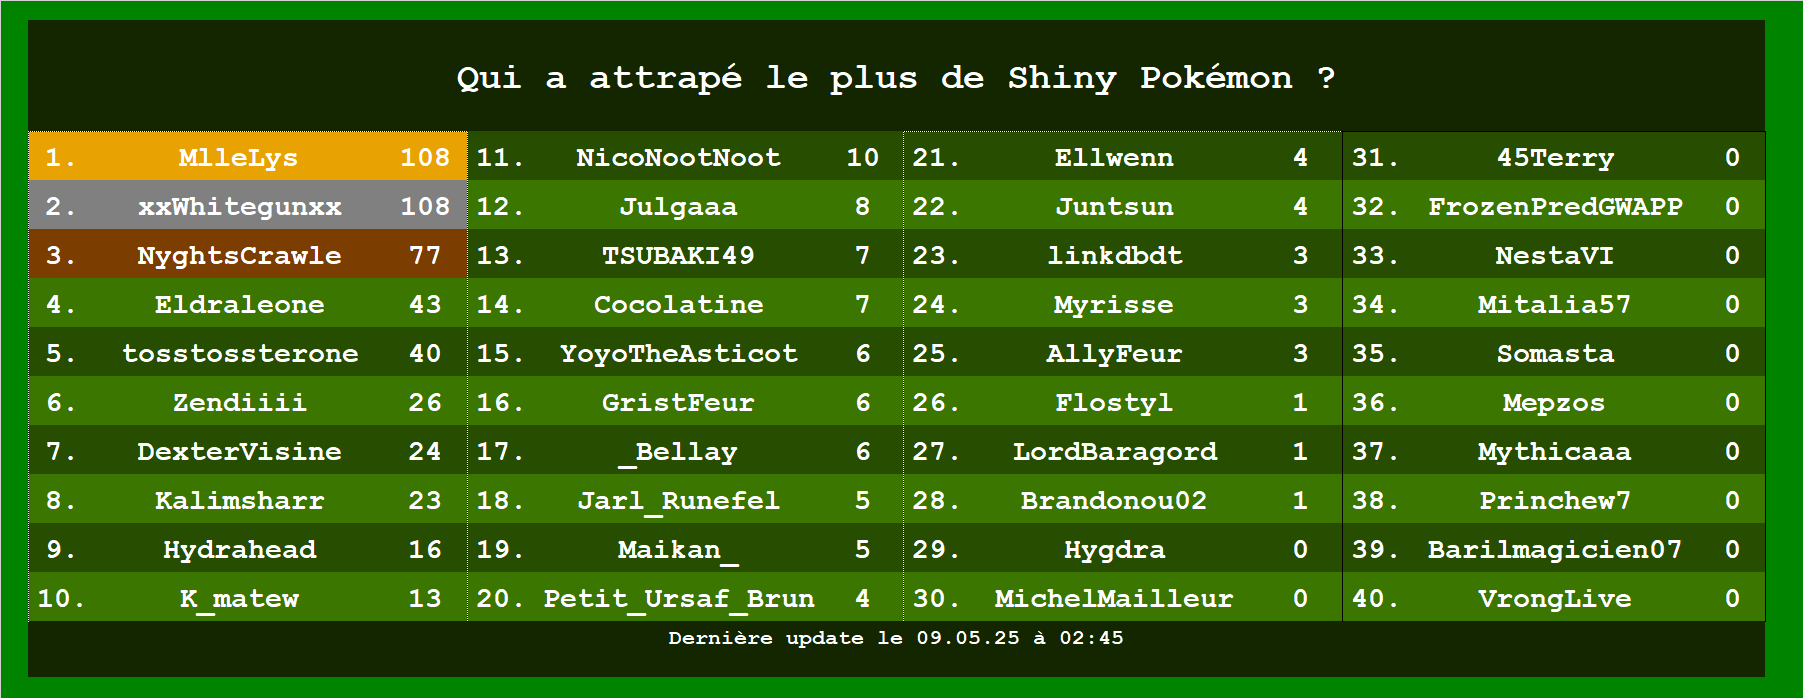 Qui a attrapé le plus de Shiny Pokémon ?
1. MlleLys 108
2. xxWhitegunxx 108
3. NyghtsCrawle 77
4. Eldraleone 43
5. tosstossterone 40
6. Zendiiii 26
7. DexterVisine 24
8. Kalimsharr 23
9. Hydrahead 16
10. K_matew 13
11. NicoNootNoot 10
12. Julgaaa 8
13. TSUBAKI49 7
14. Cocolatine 7
15. YoyoTheAsticot 6
16. GristFeur 6
17. _Bellay 6
18. Jarl_Runefel 5
19. Maikan_ 5
20. Petit_Ursaf_Brun 4
21. Ellwenn 4
22. Juntsun 4
23. linkdbdt 3
24. Myrisse 3
25. AllyFeur 3
26. Flostyl 1
27. LordBaragord 1
28. Brandonou02 1
29. Hygdra 0
30. MichelMailleur 0
31. 45Terry 0
32. FrozenPredGWAPP 0
33. NestaVI 0
34. Mitalia57 0
35. Somasta 0
36. Mepzos 0
37. Mythicaaa 0
38. Princhew7 0
39. Barilmagicien07 0
40. VrongLive 0
Dernière update le 09.05.25 à 02:45